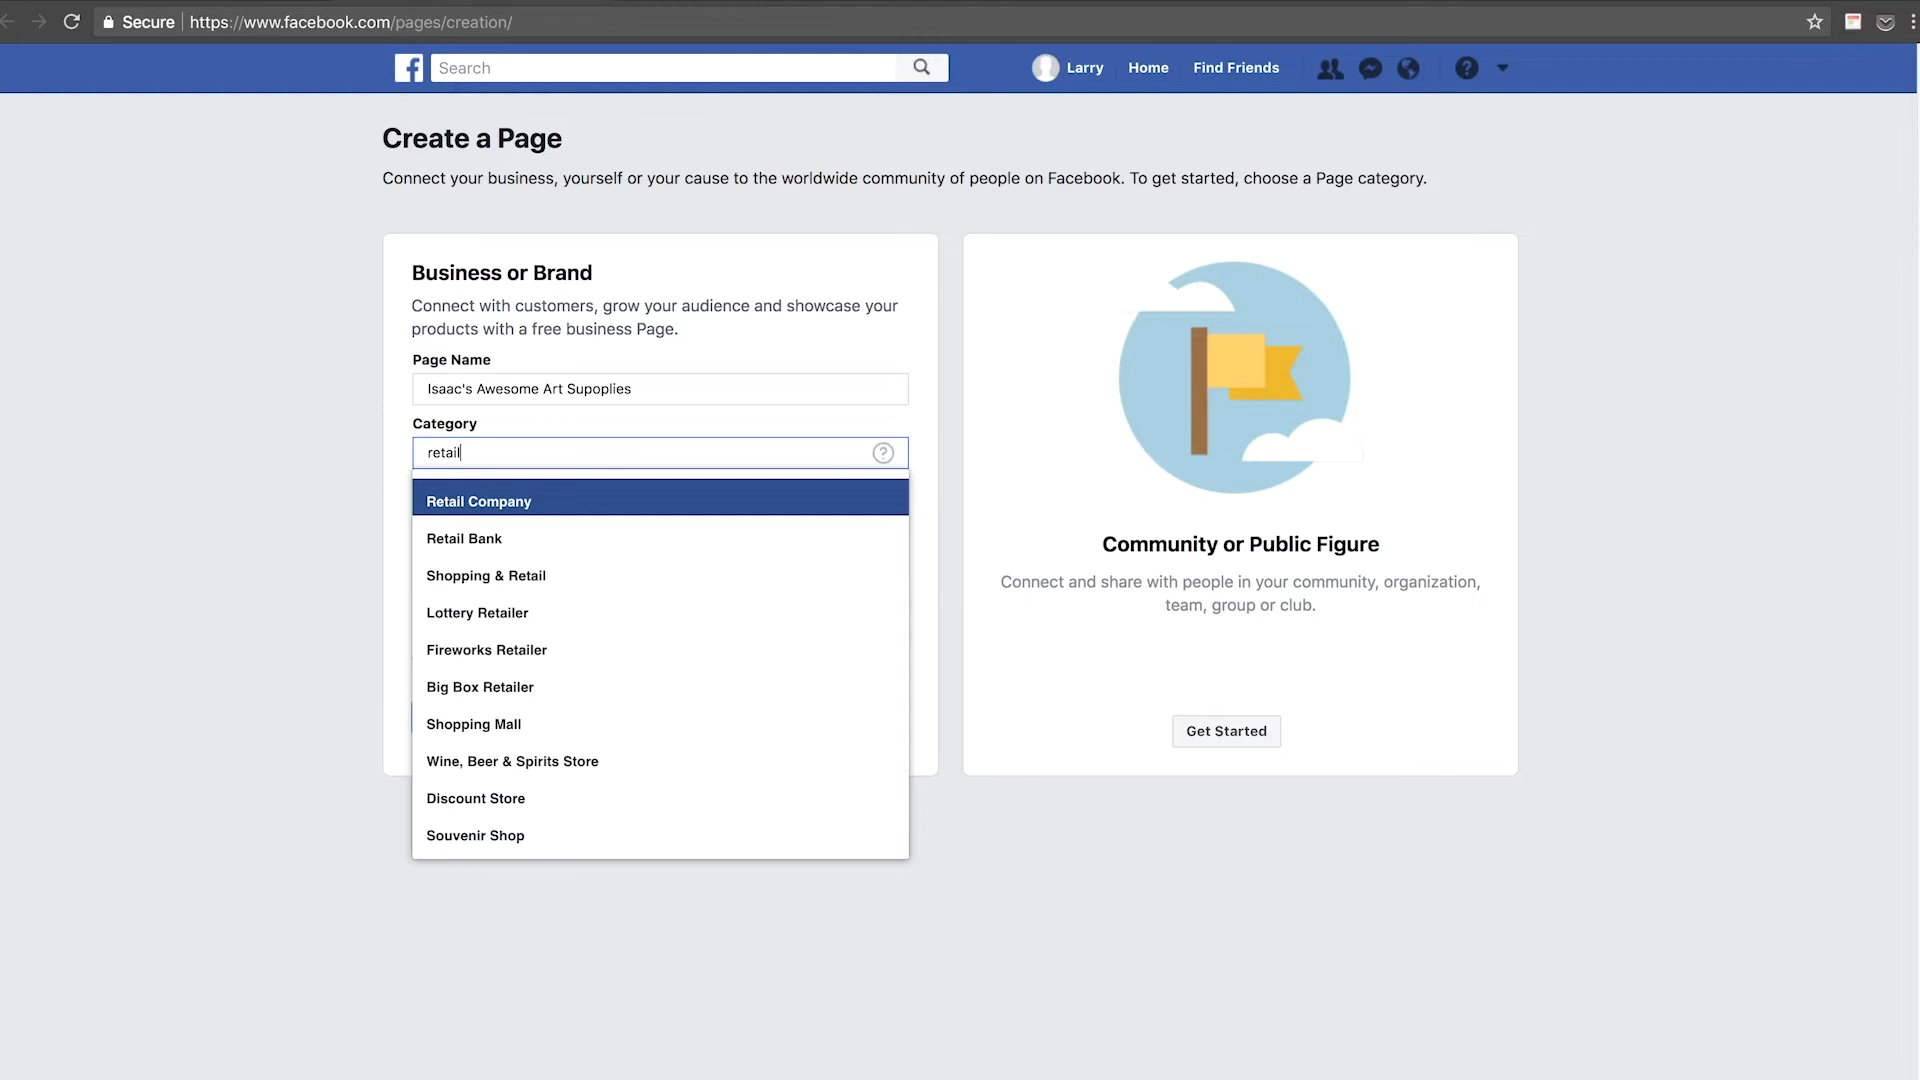 Secure https://www.facebook.com/pages/creation/
Search
Larry
Home
Find Friends
Create a Page
Connect your business, yourself or your cause to the worldwide community of people on Facebook. To get started, choose a Page category.
Business or Brand
Connect with customers, grow your audience and showcase your
products with a free business Page.
Page Name
Isaac's Awesome Art Supoplies
Category
retail
Retail Company
Retail Bank
Shopping & Retail
Lottery Retailer
Fireworks Retailer
Big Box Retailer
Shopping Mall
Wine, Beer & Spirits Store
Discount Store
Souvenir Shop
Community or Public Figure
Connect and share with people in your community, organization,
team, group or club.
Get Started